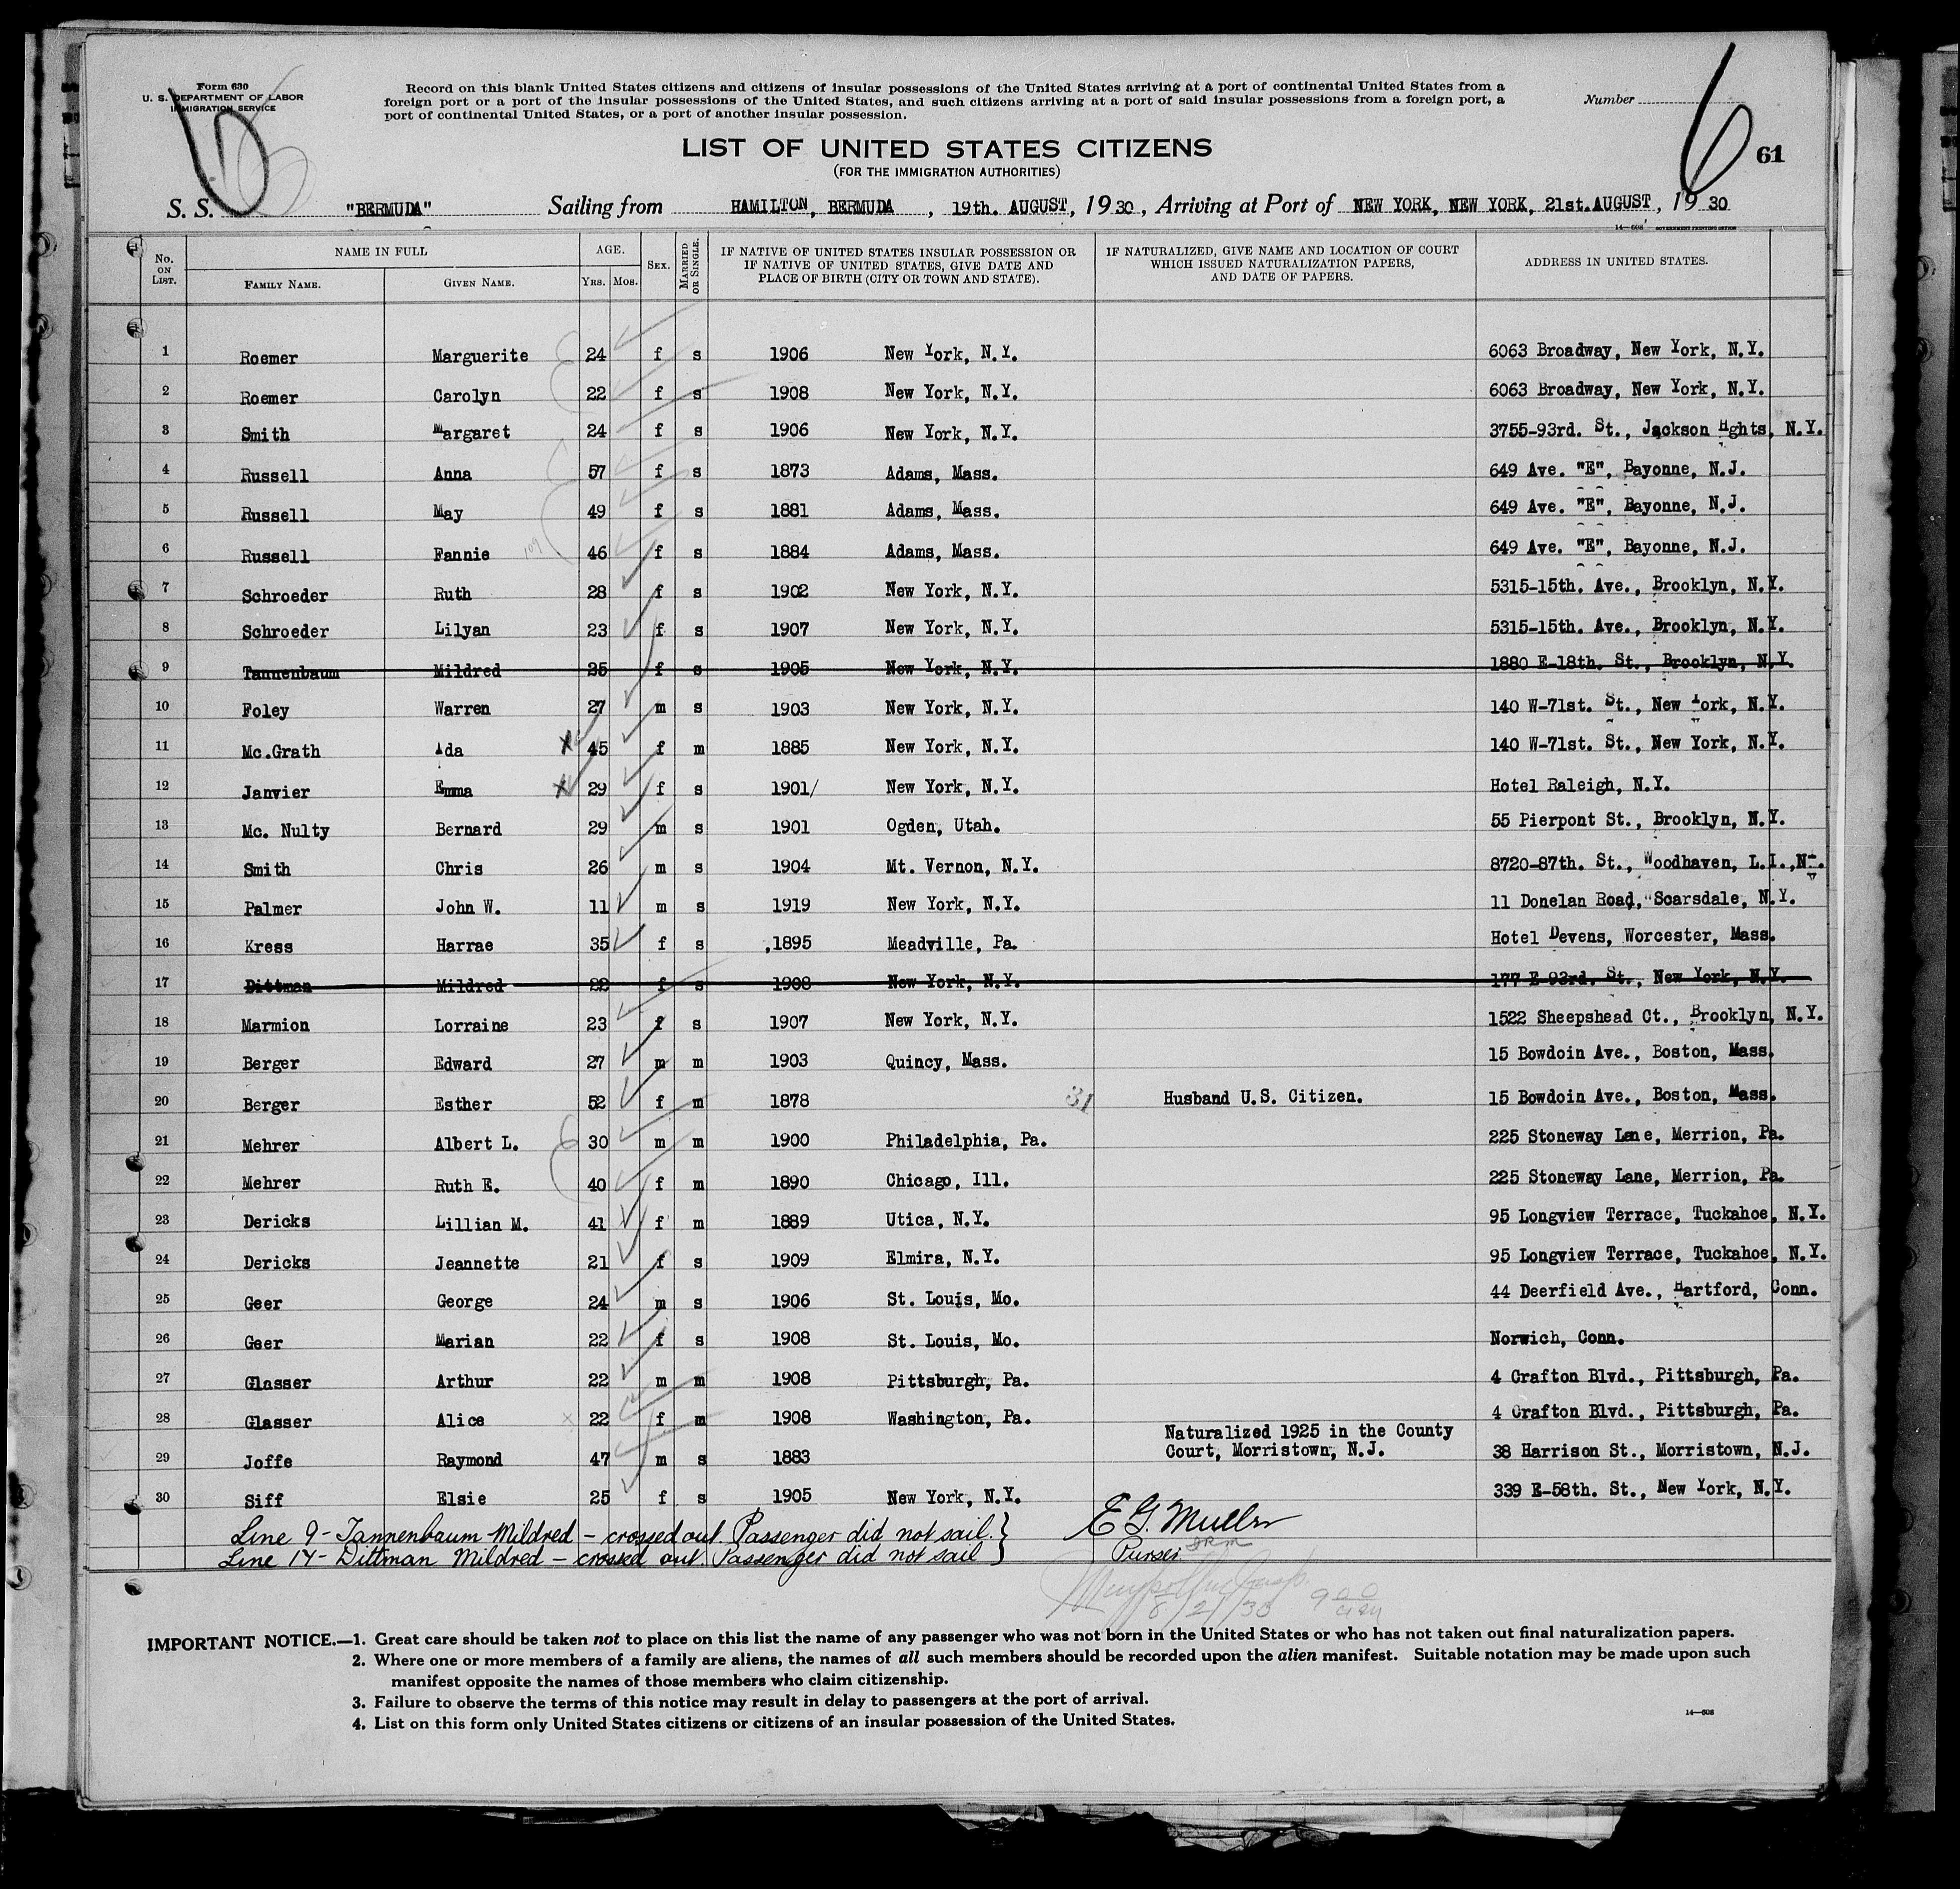 Form 630
U. S. DEPARTMENT OF LABOR
IMMIGRATION SERVICE
Record on this blank United States citizens and citizens of insular possessions of the United States arriving at a port of continental United States from a
foreign port or a port of the insular possessions of the United States, and such citizens arriving at a port of said insular possessions from a foreign port, a
port of continental United States, or a port of another insular possession.
Number
6
6
61
LIST OF UNITED STATES CITIZENS
(FOR THE IMMIGRATION AUTHORITIES)
S. S. "BERMUDA" Sailing from HAMILTON, BERMUDA, 19th. AUGUST, 1930, Arriving at Port of NEW YORK, NEW YORK, 21st.AUGUST, 1930
14—608 GOVERNMENT PRINTING OFFICE
No. ON LIST. NAME IN FULL FAMILY NAME. GIVEN NAME. AGE. YRS. MOS. SEX. MARRIED OR SINGLE. IF NATIVE OF UNITED STATES INSULAR POSSESSION OR IF NATIVE OF UNITED STATES, GIVE DATE AND PLACE OF BIRTH (CITY OR TOWN AND STATE). IF NATURALIZED, GIVE NAME AND LOCATION OF COURT WHICH ISSUED NATURALIZATION PAPERS, AND DATE OF PAPERS. ADDRESS IN UNITED STATES.
1 Roemer Marguerite 24 f s 1906 New York, N.Y. 6063 Broadway, New York, N.Y.
2 Roemer Carolyn 22 f s 1908 New York, N.Y. 6063 Broadway, New York, N.Y.
3 Smith Margaret 24 f s 1906 New York, N.Y. 3755-93rd. St., Jackson Hghts, N.Y.
4 Russell Anna 57 f s 1873 Adams, Mass. 649 Ave. "E", Bayonne, N.J.
5 Russell May 49 f s 1881 Adams, Mass. 649 Ave. "E", Bayonne, N.J.
6 Russell Fannie 46 f s 1884 Adams, Mass. 649 Ave. "E", Bayonne, N.J.
7 Schroeder Ruth 28 f s 1902 New York, N.Y. 5315-15th. Ave., Brooklyn, N.Y.
8 Schroeder Lilyan 23 f s 1907 New York, N.Y. 5315-15th. Ave., Brooklyn, N.Y.
9 Tannenbaum Mildred 25 f s 1905 New York, N.Y. 1880 E-18th. St., Brooklyn, N.Y.
10 Foley Warren 27 m s 1903 New York, N.Y. 140 W-71st. St., New York, N.Y.
11 Mc.Grath Ada 45 f m 1885 New York, N.Y. 140 W-71st. St., New York, N.Y.
12 Janvier Emma 29 f s 1901/ New York, N.Y. Hotel Raleigh, N.Y.
13 Mc. Nulty Bernard 29 m s 1901 Ogden, Utah. 55 Pierpont St., Brooklyn, N.Y.
14 Smith Chris 26 m s 1904 Mt. Vernon, N.Y. 8720-87th. St., Woodhaven, L.I.,N.Y.
15 Palmer John W. 11 m s 1919 New York, N.Y. 11 Donelan Road, Scarsdale, N.Y.
16 Kress Harrae 35 f s ,1895 Meadville, Pa. Hotel Devens, Worcester, Mass.
17 Dittman Mildred 22 f s 1908 New York, N.Y. 177 E-93rd. St., New York, N.Y.
18 Marmion Lorraine 23 f s 1907 New York, N.Y. 1522 Sheepshead Ct., Brooklyn, N.Y.
19 Berger Edward 27 m m 1903 Quincy, Mass. 15 Bowdoin Ave., Boston, Mass.
20 Berger Esther 52 f m 1878 31 Husband U.S. Citizen. 15 Bowdoin Ave., Boston, Mass.
21 Mehrer Albert L. 30 m m 1900 Philadelphia, Pa. 225 Stoneway Lane, Merrion, Pa.
22 Mehrer Ruth E. 40 f m 1890 Chicago, Ill. 225 Stoneway Lane, Merrion, Pa.
23 Dericks Lillian M. 41 f m 1889 Utica, N.Y. 95 Longview Terrace, Tuckahoe, N.Y.
24 Dericks Jeannette 21 f s 1909 Elmira, N.Y. 95 Longview Terrace, Tuckahoe, N.Y.
25 Geer George 24 m s 1906 St. Louis, Mo. 44 Deerfield Ave., Hartford, Conn.
26 Geer Marian 22 f s 1908 St. Louis, Mo. Norwich, Conn.
27 Glasser Arthur 22 m m 1908 Pittsburgh, Pa. 4 Crafton Blvd., Pittsburgh, Pa.
28 Glasser Alice 22 f m 1908 Washington, Pa. 4 Crafton Blvd., Pittsburgh, Pa.
29 Joffe Raymond 47 m s 1883 Naturalized 1925 in the County Court, Morristown, N.J. 38 Harrison St., Morristown, N.J.
30 Siff Elsie 25 f s 1905 New York, N.Y. 339 E-58th. St., New York, N.Y.
Line 9 - Tannenbaum Mildred - crossed out. Passenger did not sail.
Line 17 - Dittman Mildred - crossed out. Passenger did not sail
E G. Muller
Purser
8/21/30
IMPORTANT NOTICE.—1. Great care should be taken not to place on this list the name of any passenger who was not born in the United States or who has not taken out final naturalization papers.
2. Where one or more members of a family are aliens, the names of all such members should be recorded upon the alien manifest. Suitable notation may be made upon such
manifest opposite the names of those members who claim citizenship.
3. Failure to observe the terms of this notice may result in delay to passengers at the port of arrival.
4. List on this form only United States citizens or citizens of an insular possession of the United States.
14—608